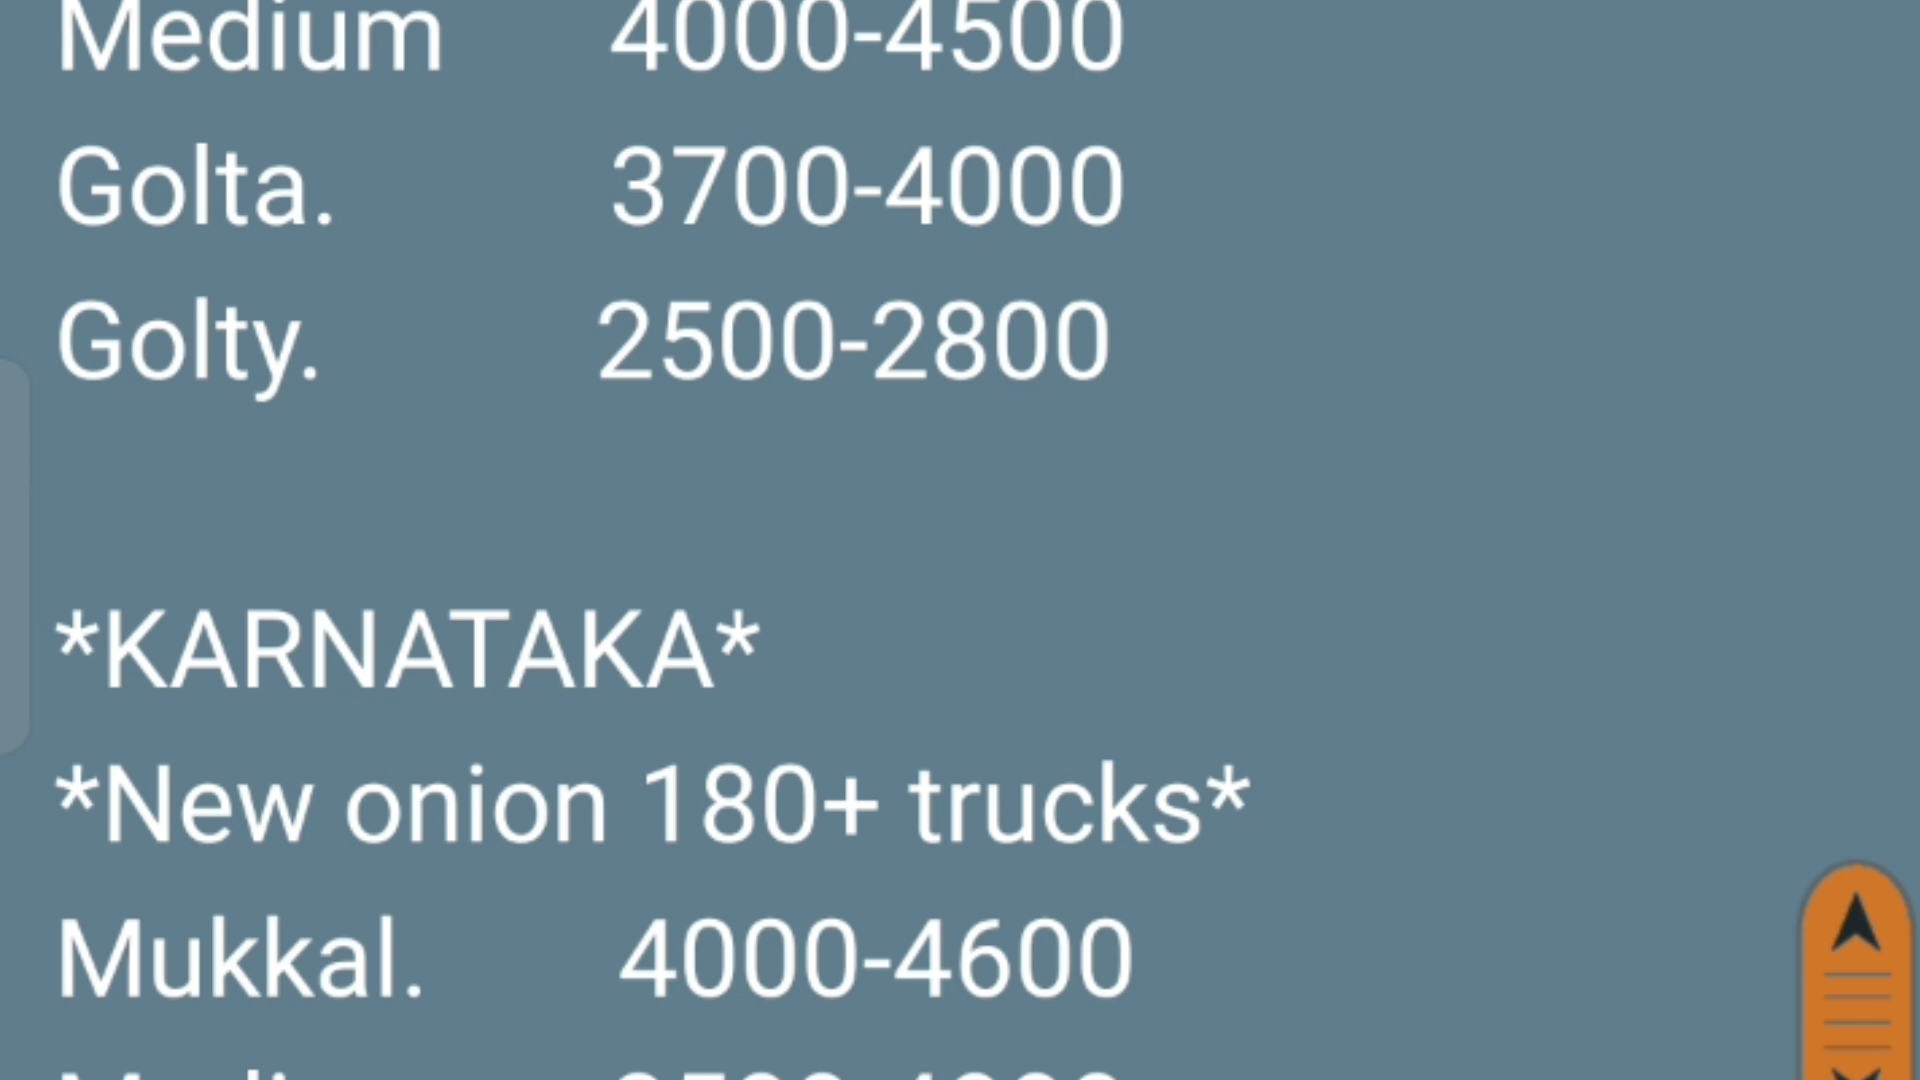 Medium 4000-4500
Golta. 3700-4000
Golty. 2500-2800
*KARNATAKA*
*New onion 180+ trucks*
Mukkal. 4000-4600